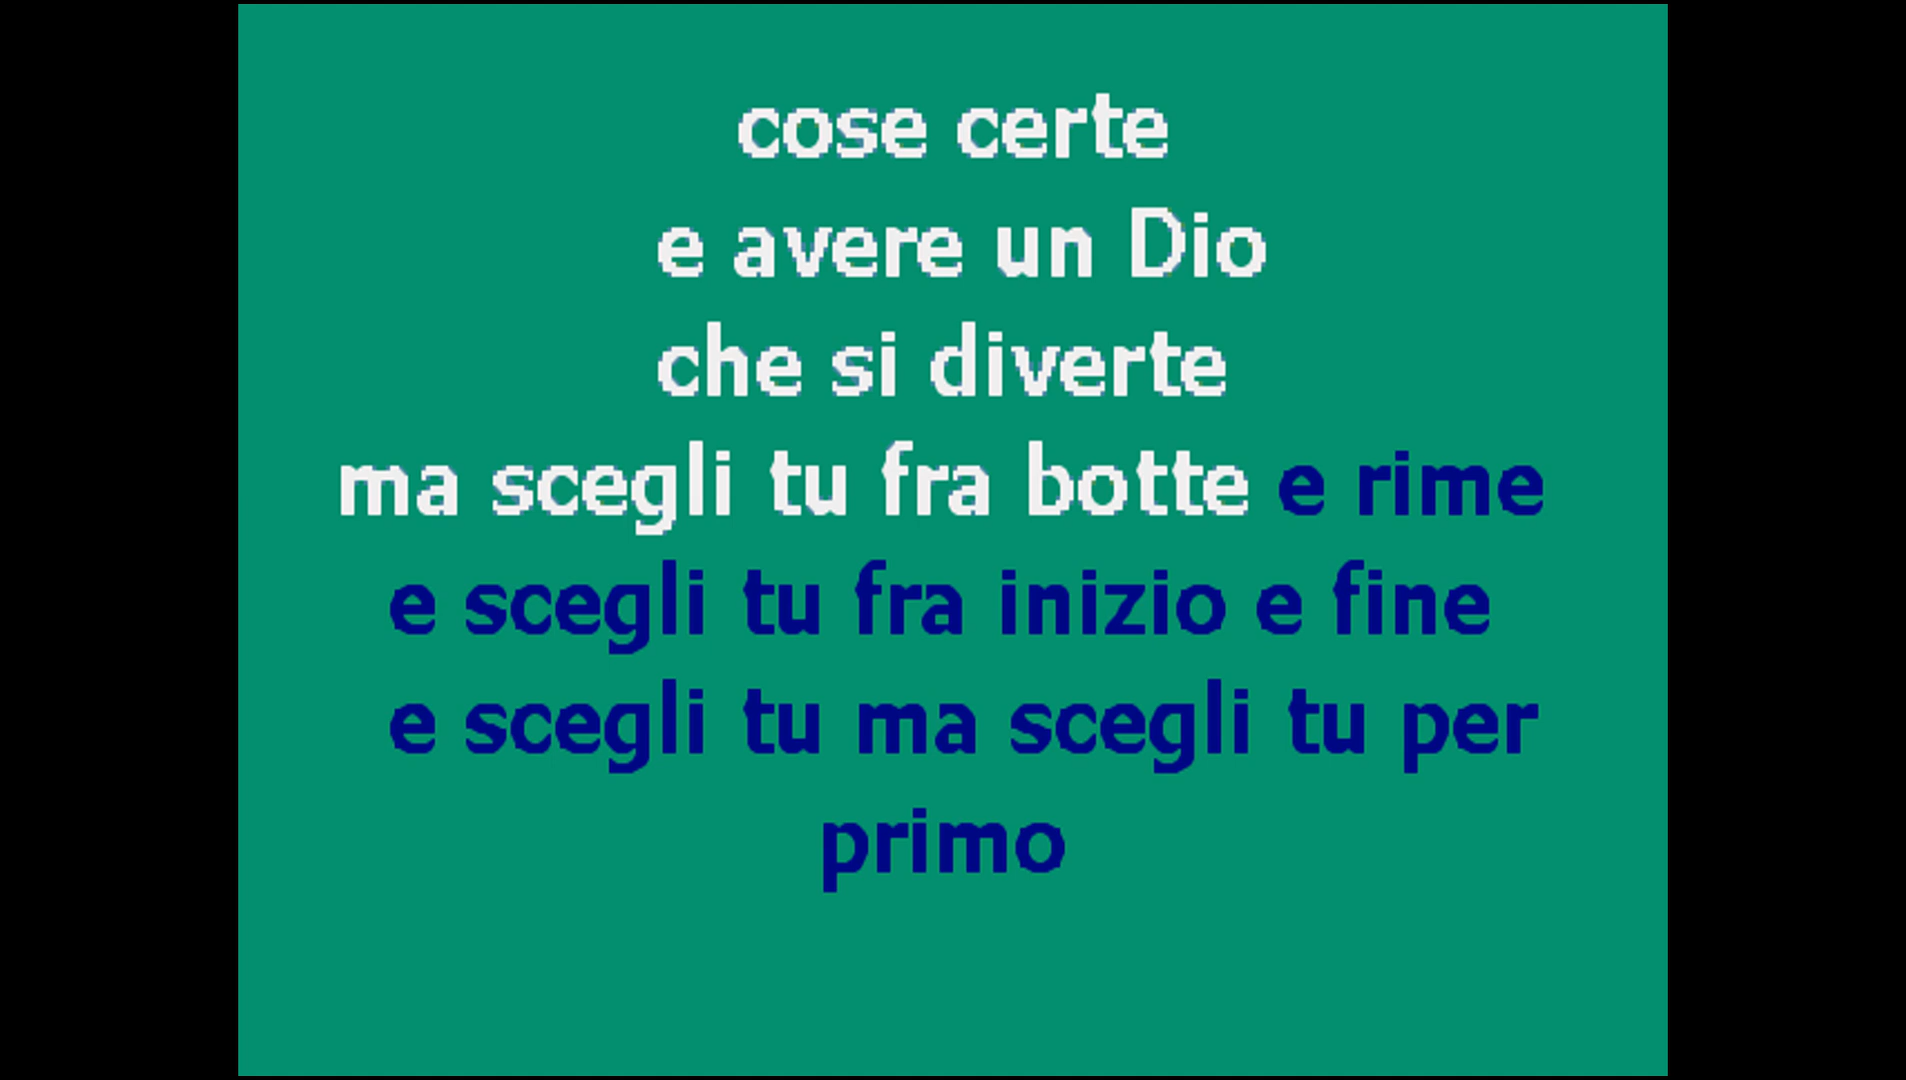 cose certe
e avere un Dio
che si diverte
ma scegli tu fra botte e rime
e scegli tu fra inizio e fine
e scegli tu ma scegli tu per
primo